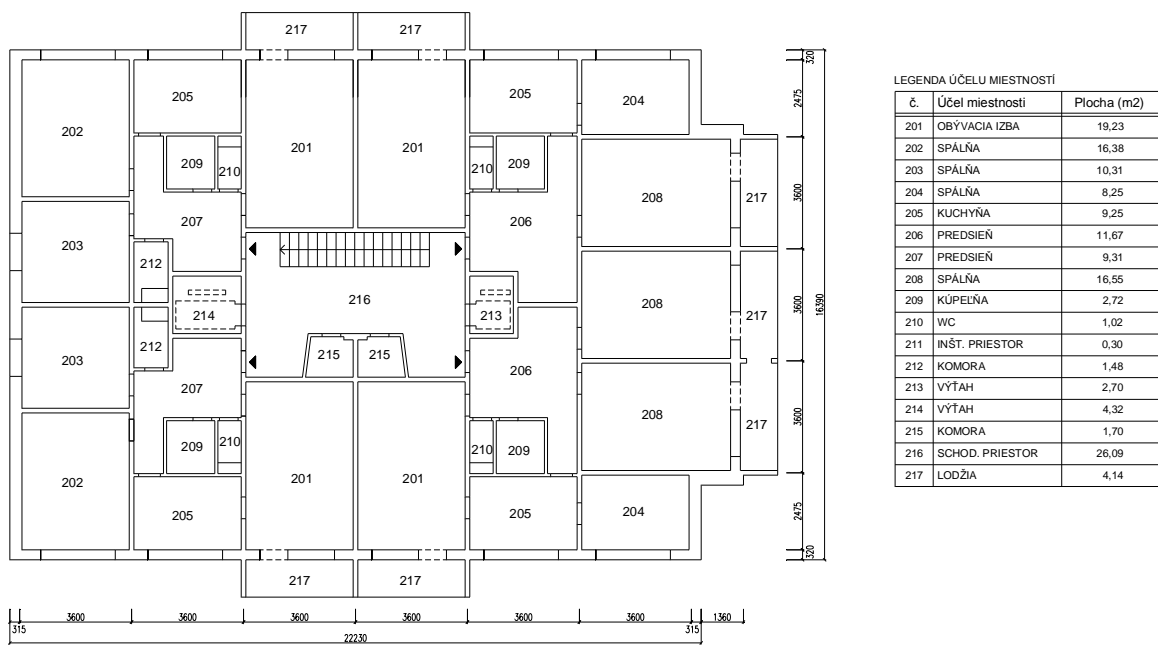 217 217
205 205
204
202
201 201
209 209
210 210
217
208
207 206
203
212
216
208
217
214 213
203
212
215 215
207 206
208
217
209 210 210 209
201 201
202
205 205
204
217 217
320
2475
3600
3600
3600
2475
320
16390
315 3600 3600 3600 3600 3600 3600 315 1360
22230
LEGENDA ÚČELU MIESTNOSTÍ
č. Účel miestnosti Plocha (m2)
201 OBÝVACIA IZBA 19,23
202 SPÁLŇA 16,38
203 SPÁLŇA 10,31
204 SPÁLŇA 8,25
205 KUCHYŇA 9,25
206 PREDSIEŇ 11,67
207 PREDSIEŇ 9,31
208 SPÁLŇA 16,55
209 KÚPEĽŇA 2,72
210 WC 1,02
211 INŠT. PRIESTOR 0,30
212 KOMORA 1,48
213 VÝŤAH 2,70
214 VÝŤAH 4,32
215 KOMORA 1,70
216 SCHOD. PRIESTOR 26,09
217 LODŽIA 4,14